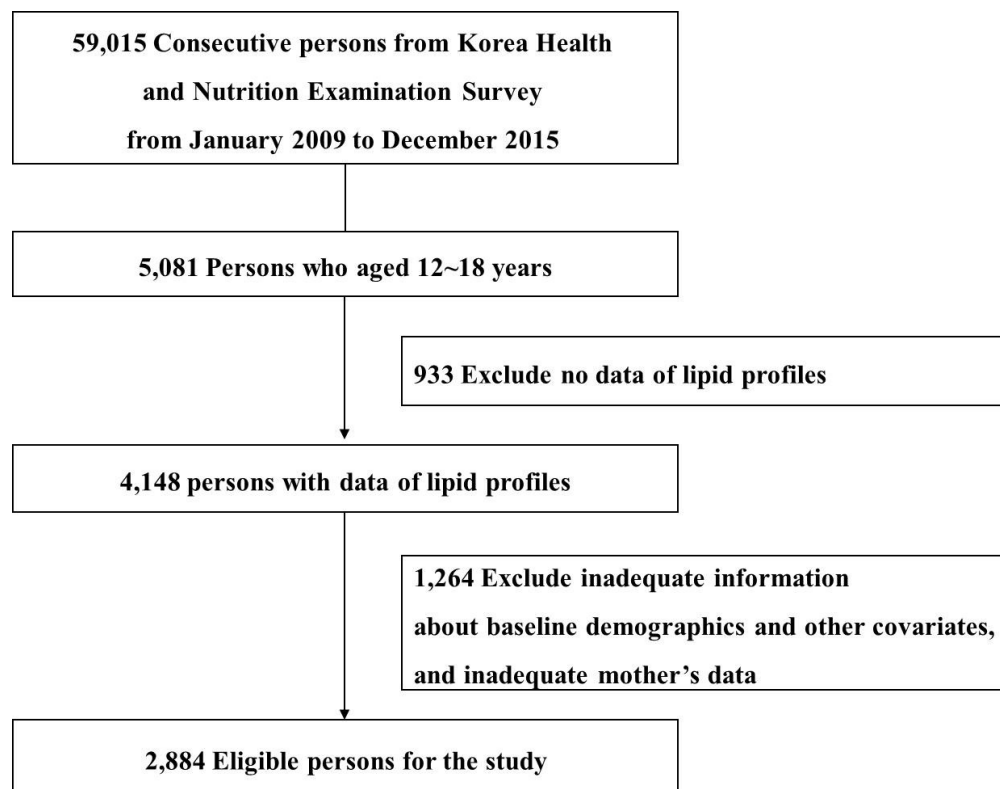 59,015 Consecutive persons from Korea Health
and Nutrition Examination Survey
from January 2009 to December 2015
5,081 Persons who aged 12~18 years
933 Exclude no data of lipid profiles
4,148 persons with data of lipid profiles
1,264 Exclude inadequate information
about baseline demographics and other covariates,
and inadequate mother’s data
2,884 Eligible persons for the study